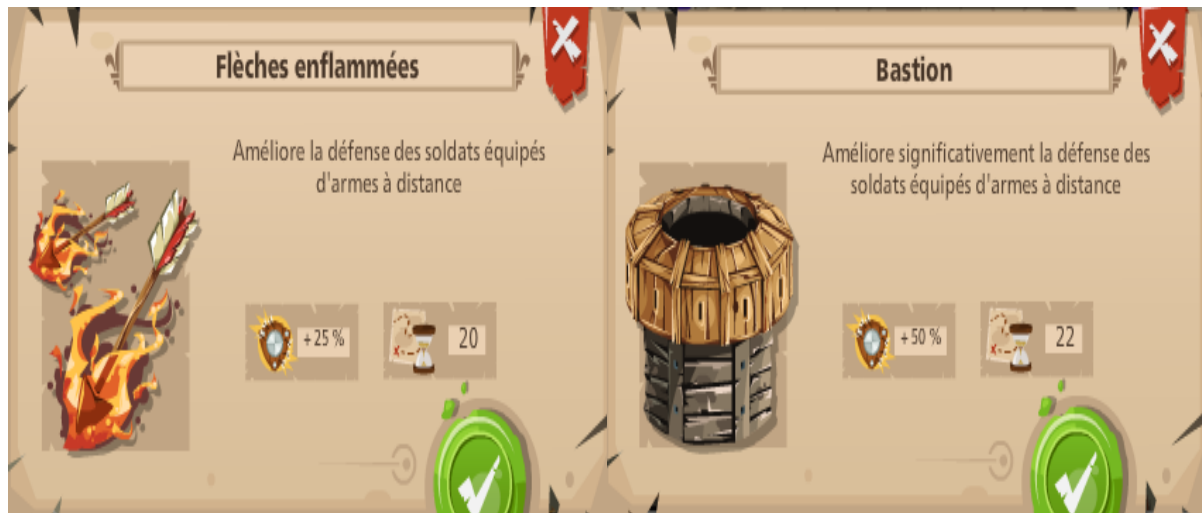 Flèches enflammées
Améliore la défense des soldats équipés
d'armes à distance
+ 25 %
20
Bastion
Améliore significativement la défense des
soldats équipés d'armes à distance
+ 50 %
22